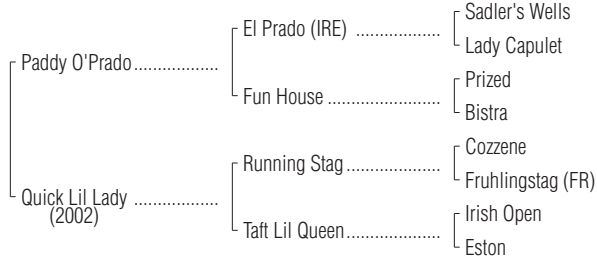 Sadler's Wells
El Prado (IRE) ....................
Lady Capulet
Paddy O'Prado ..................
Prized
Fun House ........................
Bistra
Cozzene
Running Stag ....................
Fruhlingstag (FR)
Quick Lil Lady ..................
(2002)
Irish Open
Taft Lil Queen ....................
Eston